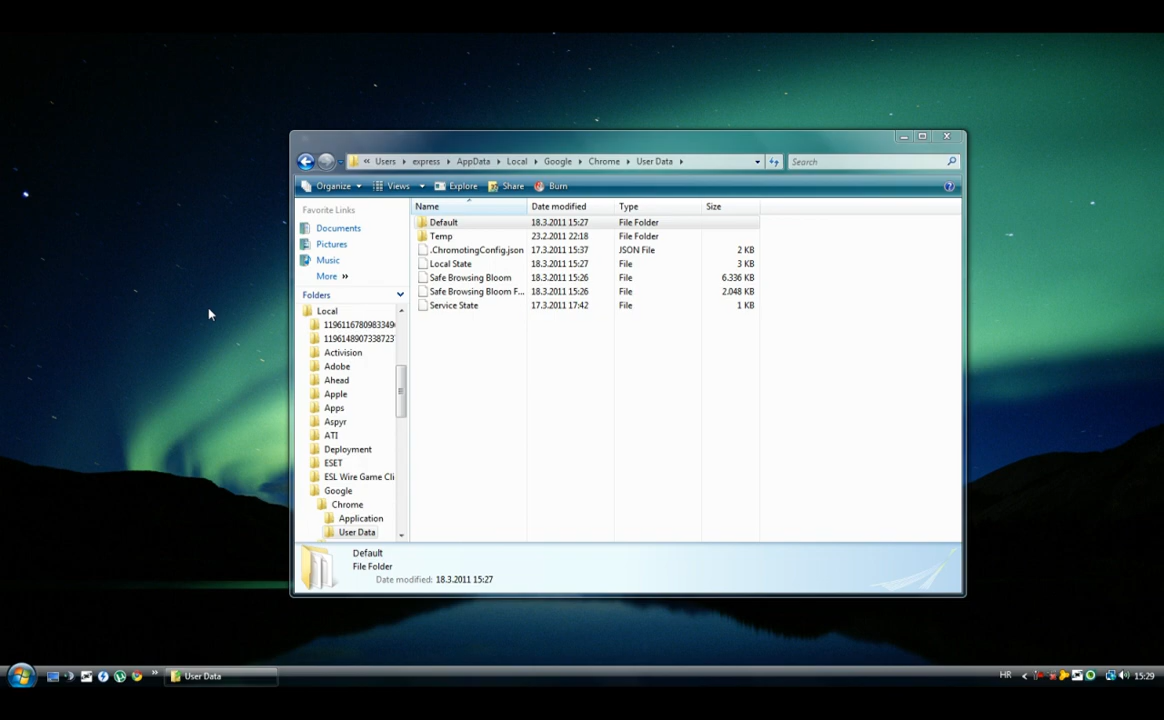 « Users ▸ express ▸ AppData ▸ Local ▸ Google ▸ Chrome ▸ User Data ▸
Search
Organize
Views
Explore
Share
Burn
Favorite Links
Documents
Pictures
Music
More »
Folders
Local
Activision
Adobe
Ahead
Apple
Apps
Aspyr
ATI
Deployment
ESET
ESL Wire Game Cli
Google
Chrome
Application
User Data
Name Date modified Type Size
Default 18.3.2011 15:27 File Folder
Temp 23.2.2011 22:18 File Folder
.ChromotingConfig.json 17.3.2011 15:37 JSON File 2 KB
Local State 18.3.2011 15:27 File 3 KB
Safe Browsing Bloom 18.3.2011 15:26 File 6.336 KB
Safe Browsing Bloom F... 18.3.2011 15:26 File 2.048 KB
Service State 17.3.2011 17:42 File 1 KB
Default
File Folder
Date modified: 18.3.2011 15:27
User Data
HR
15:29